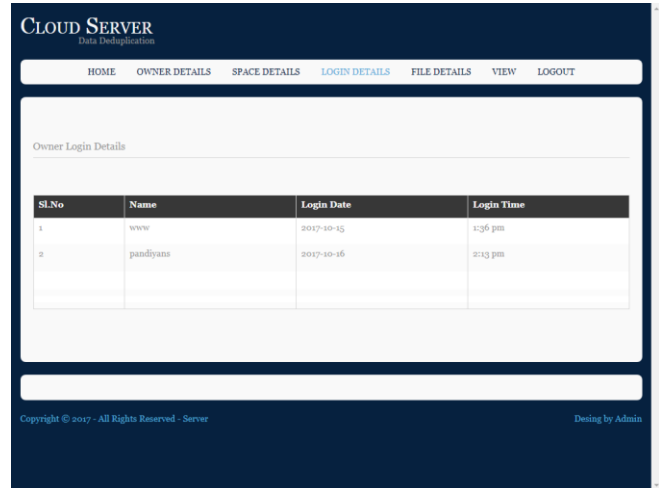 CLOUD SERVER
Data Deduplication
HOME OWNER DETAILS SPACE DETAILS LOGIN DETAILS FILE DETAILS VIEW LOGOUT
Owner Login Details
Sl.No Name Login Date Login Time
1 www 2017-10-15 1:36 pm
2 pandiyans 2017-10-16 2:13 pm
Copyright © 2017 - All Rights Reserved - Server Desing by Admin